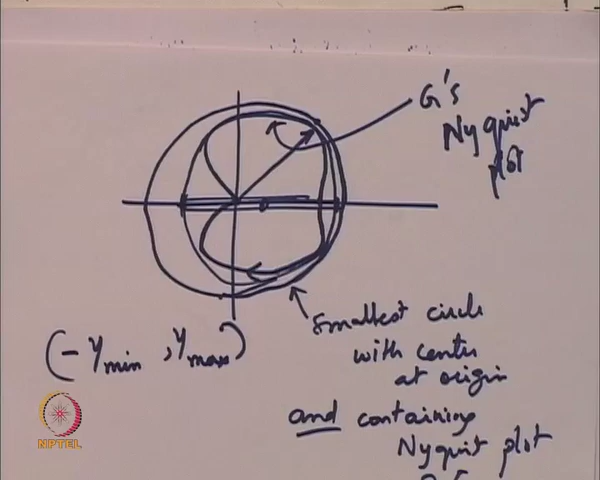 G's
Nyquist
plot
smallest circle
with center
at origin
and containing
Nyquist plot
(-γmin, γmax)
NPTEL